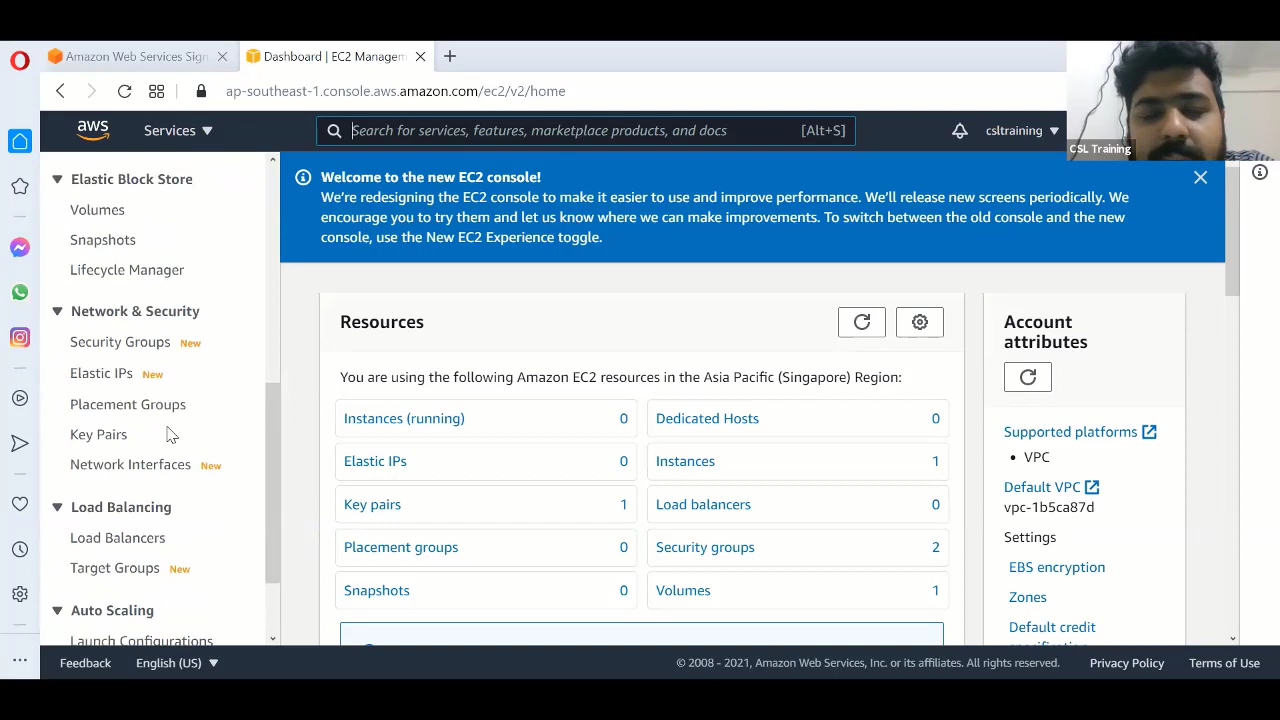 Amazon Web Services Sign
Dashboard | EC2 Managem
ap-southeast-1.console.aws.amazon.com/ec2/v2/home
aws
Services
Search for services, features, marketplace products, and docs
[Alt+S]
csltraining
CSL Training
Elastic Block Store
Volumes
Snapshots
Lifecycle Manager
Network & Security
Security Groups New
Elastic IPs New
Placement Groups
Key Pairs
Network Interfaces New
Load Balancing
Load Balancers
Target Groups New
Auto Scaling
Launch Configurations
Welcome to the new EC2 console!
We're redesigning the EC2 console to make it easier to use and improve performance. We'll release new screens periodically. We
encourage you to try them and let us know where we can make improvements. To switch between the old console and the new
console, use the New EC2 Experience toggle.
Resources
You are using the following Amazon EC2 resources in the Asia Pacific (Singapore) Region:
Instances (running) 0
Dedicated Hosts 0
Elastic IPs 0
Instances 1
Key pairs 1
Load balancers 0
Placement groups 0
Security groups 2
Snapshots 0
Volumes 1
Account
attributes
Supported platforms
• VPC
Default VPC
vpc-1b5ca87d
Settings
EBS encryption
Zones
Default credit
Feedback
English (US)
© 2008 - 2021, Amazon Web Services, Inc. or its affiliates. All rights reserved.
Privacy Policy
Terms of Use